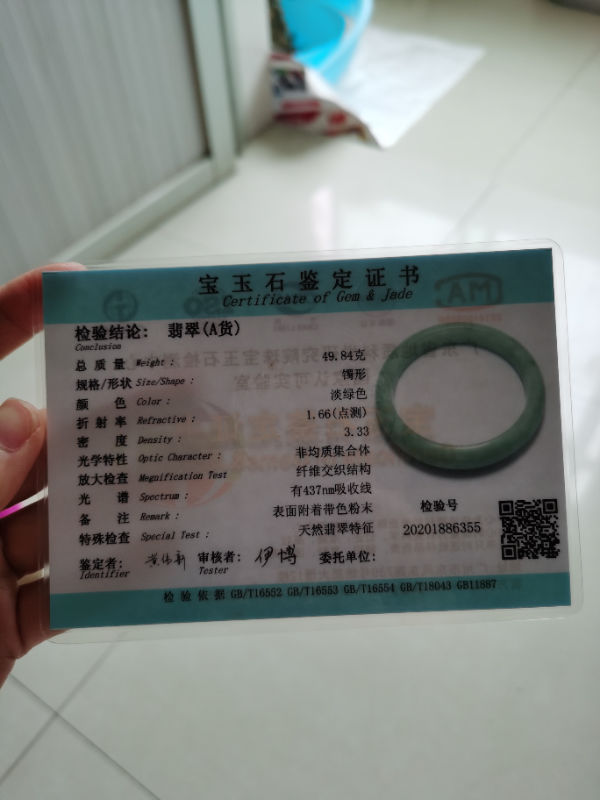 宝玉石鉴定证书
Certificate of Gem & Jade
检验结论： 翡翠(A货)
Conclusion
总质量 Weight : 49.84克
规格/形状 Size/Shape : 镯形
颜色 Color : 淡绿色
折射率 Refractive : 1.66(点测)
密度 Density : 3.33
光学特性 Optic Character : 非均质集合体
放大检查 Megnification Test 纤维交织结构
光谱 Spectrum : 有437nm吸收线
备注 Remark : 表面附着带色粉末
特殊检查 Special Test : 天然翡翠特征
鉴定者： 审核者： 伊博 委托单位：
Identifier Tester
检验号
20201886355
检验依据 GB/T16552 GB/T16553 GB/T16554 GB/T18043 GB11887